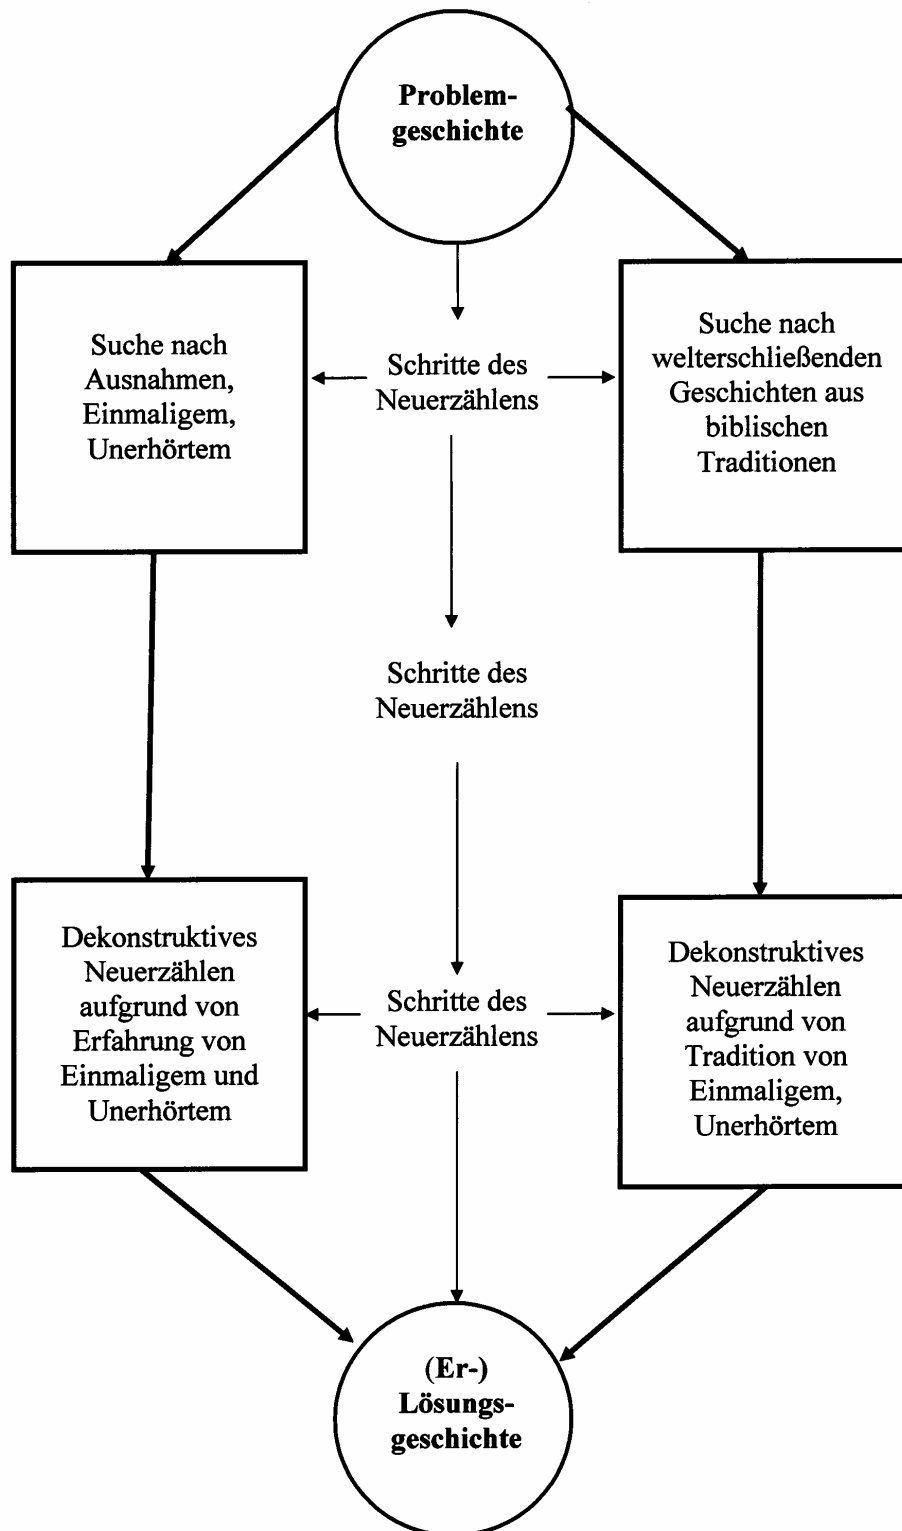 Problem-
geschichte
Suche nach
Ausnahmen,
Einmaligem,
Unerhörtem
Schritte des
Neuerzählens
Suche nach
welterschließenden
Geschichten aus
biblischen
Traditionen
Schritte des
Neuerzählens
Dekonstruktives
Neuerzählen
aufgrund von
Erfahrung von
Einmaligem und
Unerhörtem
Schritte des
Neuerzählens
Dekonstruktives
Neuerzählen
aufgrund von
Tradition von
Einmaligem,
Unerhörtem
(Er-)
Lösungs-
geschichte